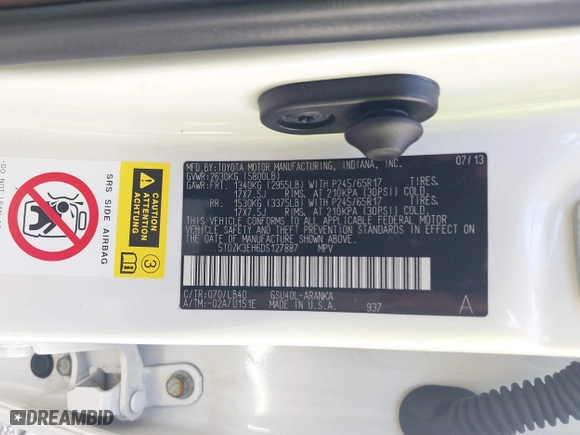 MFD.BY:TOYOTA MOTOR MANUFACTURING, INDIANA, INC. 07/13
GVWR:2630KG (5800LB)
GAWR:FRT. 1340KG (2955LB) WITH P245/65R17 TIRES.
17X7.5J RIMS, AT 210KPA (30PSI) COLD.
RR. 1530KG (3375LB) WITH P245/65R17 TIRES.
17X7.5J RIMS, AT 210KPA (30PSI) COLD.
THIS VEHICLE CONFORMS TO ALL APPLICABLE FEDERAL MOTOR
VEHICLE SAFETY AND THEFT PREVENTION STANDARDS IN EFFECT ON
THE DATE OF MANUFACTURE SHOWN ABOVE.
5TDZK3EH6DS127887 MPV
C/TR:070/LB40 GSU40L-ARANKA
A/TM:-02A/U151E MADE IN U.S.A. 937 A
SRS SIDE AIRBAG
CAUTION
ATTENTION
ACHTUNG
3
DREAMBID